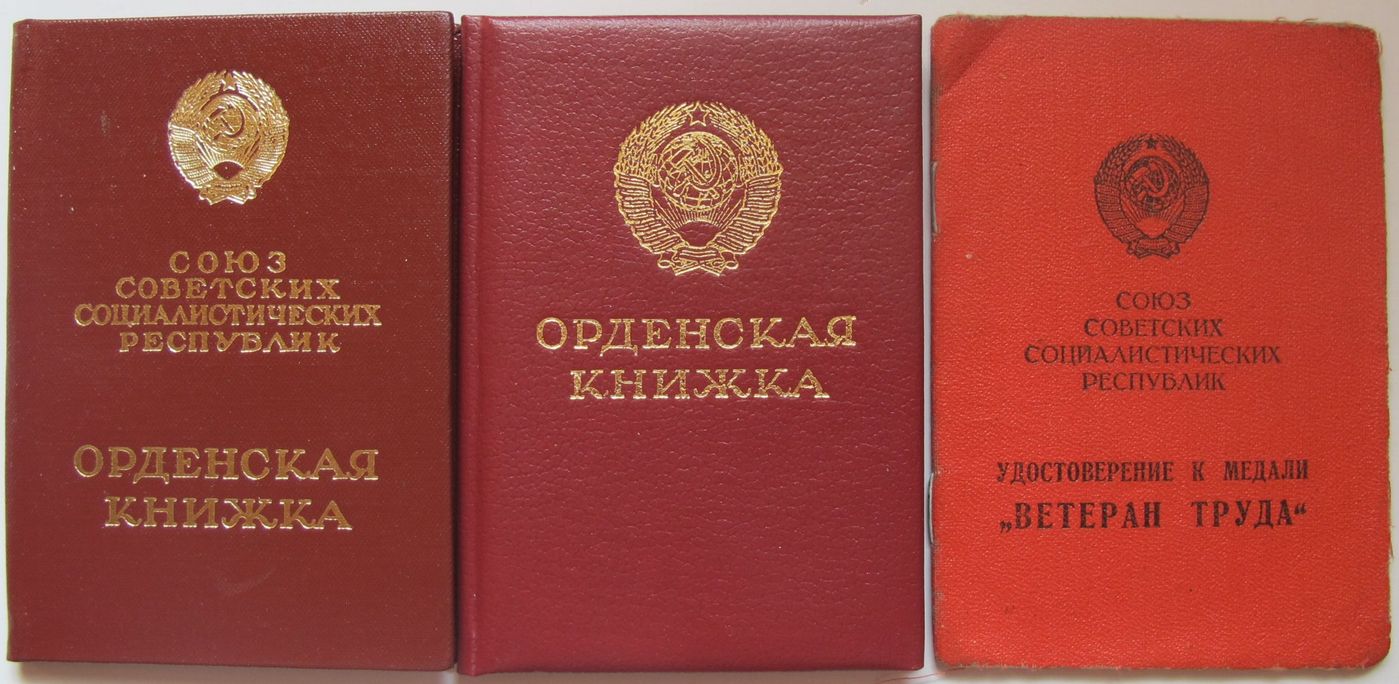 СОЮЗ
СОВЕТСКИХ
СОЦИАЛИСТИЧЕСКИХ
РЕСПУБЛИК
ОРДЕНСКАЯ
КНИЖКА
ОРДЕНСКАЯ
КНИЖКА
СОЮЗ
СОВЕТСКИХ
СОЦИАЛИСТИЧЕСКИХ
РЕСПУБЛИК
УДОСТОВЕРЕНИЕ К МЕДАЛИ
„ВЕТЕРАН ТРУДА“